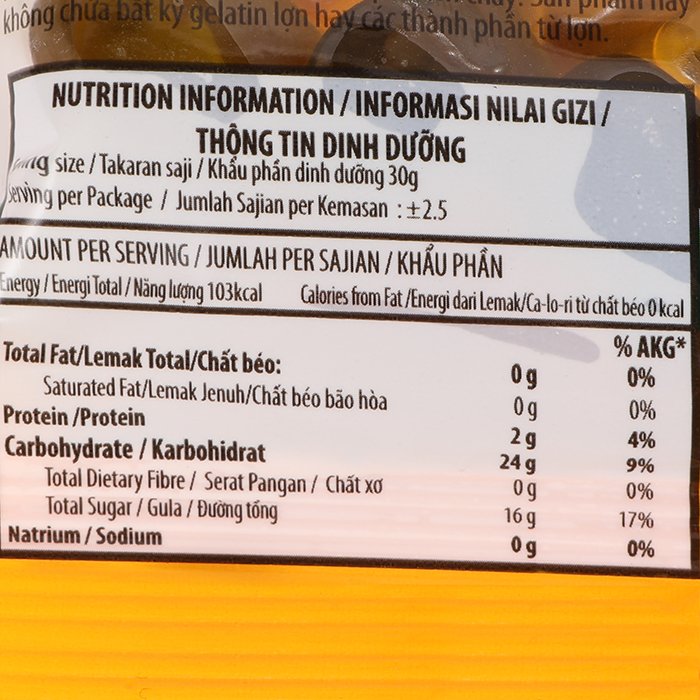 không chứa bất kỳ gelatin lợn hay các thành phần từ lợn.
NUTRITION INFORMATION / INFORMASI NILAI GIZI /
THÔNG TIN DINH DƯỠNG
size / Takaran saji / Khẩu phần dinh dưỡng 30g
Serving per Package / Jumlah Sajian per Kemasan : ±2.5
AMOUNT PER SERVING / JUMLAH PER SAJIAN / KHẨU PHẦN
Energy / Energi Total / Năng lượng 103kcal Calories from Fat /Energi dari Lemak/Ca-lo-ri từ chất béo 0 kcal
% AKG*
Total Fat/Lemak Total/Chất béo: 0 g 0%
Saturated Fat/Lemak Jenuh/Chất béo bão hòa 0 g 0%
Protein /Protein 2 g 4%
Carbohydrate / Karbohidrat 24 g 9%
Total Dietary Fibre / Serat Pangan / Chất xơ 0 g 0%
Total Sugar / Gula / Đường tổng 16 g 17%
Natrium / Sodium 0 g 0%